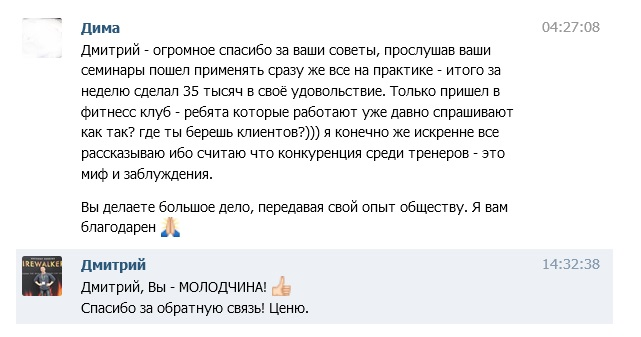 Дима 04:27:08
Дмитрий - огромное спасибо за ваши советы, прослушав ваши
семинары пошел применять сразу же все на практике - итого за
неделю сделал 35 тысяч в своё удовольствие. Только пришел в
фитнесс клуб - ребята которые работают уже давно спрашивают
как так? где ты берешь клиентов?))) я конечно же искренне все
рассказываю ибо считаю что конкуренция среди тренеров - это
миф и заблуждения.
Вы делаете большое дело, передавая свой опыт обществу. Я вам
благодарен 🙏
FIREWALKER
Дмитрий 14:32:38
Дмитрий, Вы - МОЛОДЧИНА! 👍
Спасибо за обратную связь! Ценю.